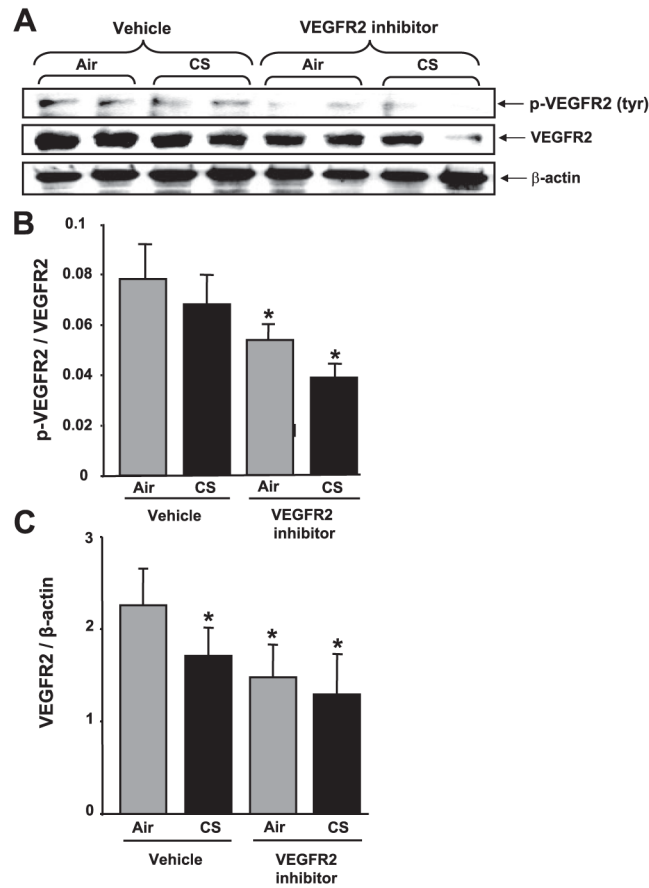 A
Vehicle VEGFR2 inhibitor
Air CS Air CS
p-VEGFR2 (tyr)
VEGFR2
β-actin
B
p-VEGFR2 / VEGFR2
0.1
0.08
0.06
0.04
0.02
0
* *
Air CS Air CS
Vehicle VEGFR2
inhibitor
C
VEGFR2 / β-actin
3
2
1
0
* * *
Air CS Air CS
Vehicle VEGFR2
inhibitor